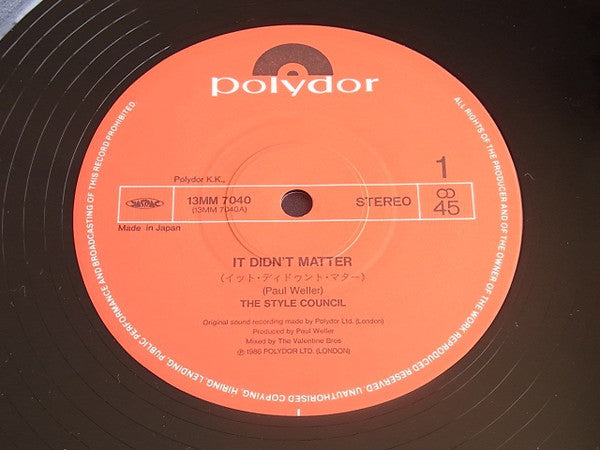 polydor
Polydor K.K.,
1
JASRAC
13MM 7040
(13MM 7040A)
STEREO
45
Made in Japan
IT DIDN'T MATTER
(イット・ディドゥント・マター)
(Paul Weller)
THE STYLE COUNCIL
Original sound recording made by Polydor Ltd. (London)
Produced by Paul Weller
Mixed by The Valentine Bros
℗ 1986 POLYDOR LTD. (LONDON)
ALL RIGHTS OF THE PRODUCER AND OF THE OWNER OF THE WORK REPRODUCED RESERVED. UNAUTHORISED COPYING, HIRING, LENDING, PUBLIC PERFORMANCE AND BROADCASTING OF THIS RECORD PROHIBITED.